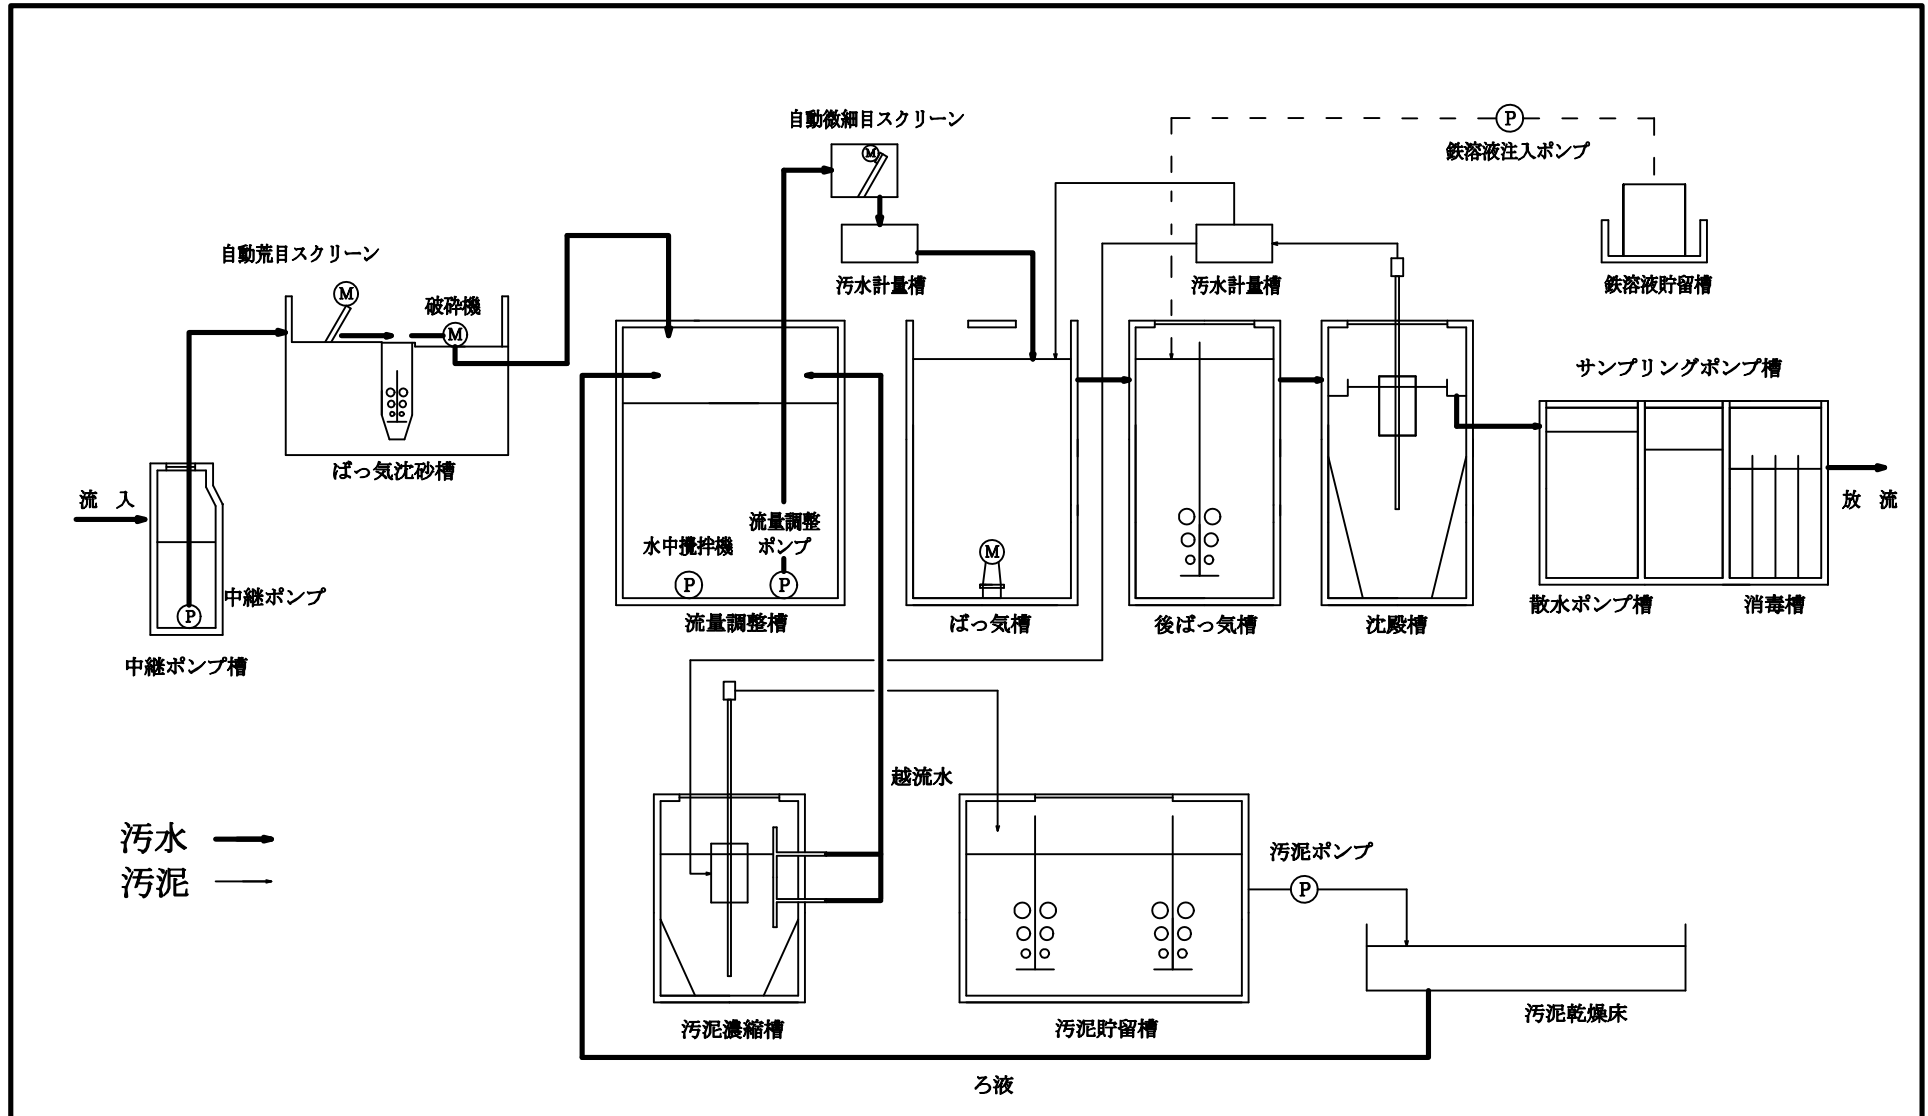 自動微細目スクリーン
M
P
鉄溶液注入ポンプ
自動荒目スクリーン
M
破砕機
M
汚水計量槽
汚水計量槽
鉄溶液貯留槽
サンプリングポンプ槽
ばっ気沈砂槽
流 入
放 流
流量調整
ポンプ
水中攪拌機
P
P
M
中継ポンプ
P
中継ポンプ槽
流量調整槽
ばっ気槽
後ばっ気槽
沈殿槽
散水ポンプ槽
消毒槽
越流水
汚水
汚泥
汚泥ポンプ
P
汚泥濃縮槽
汚泥貯留槽
汚泥乾燥床
ろ液